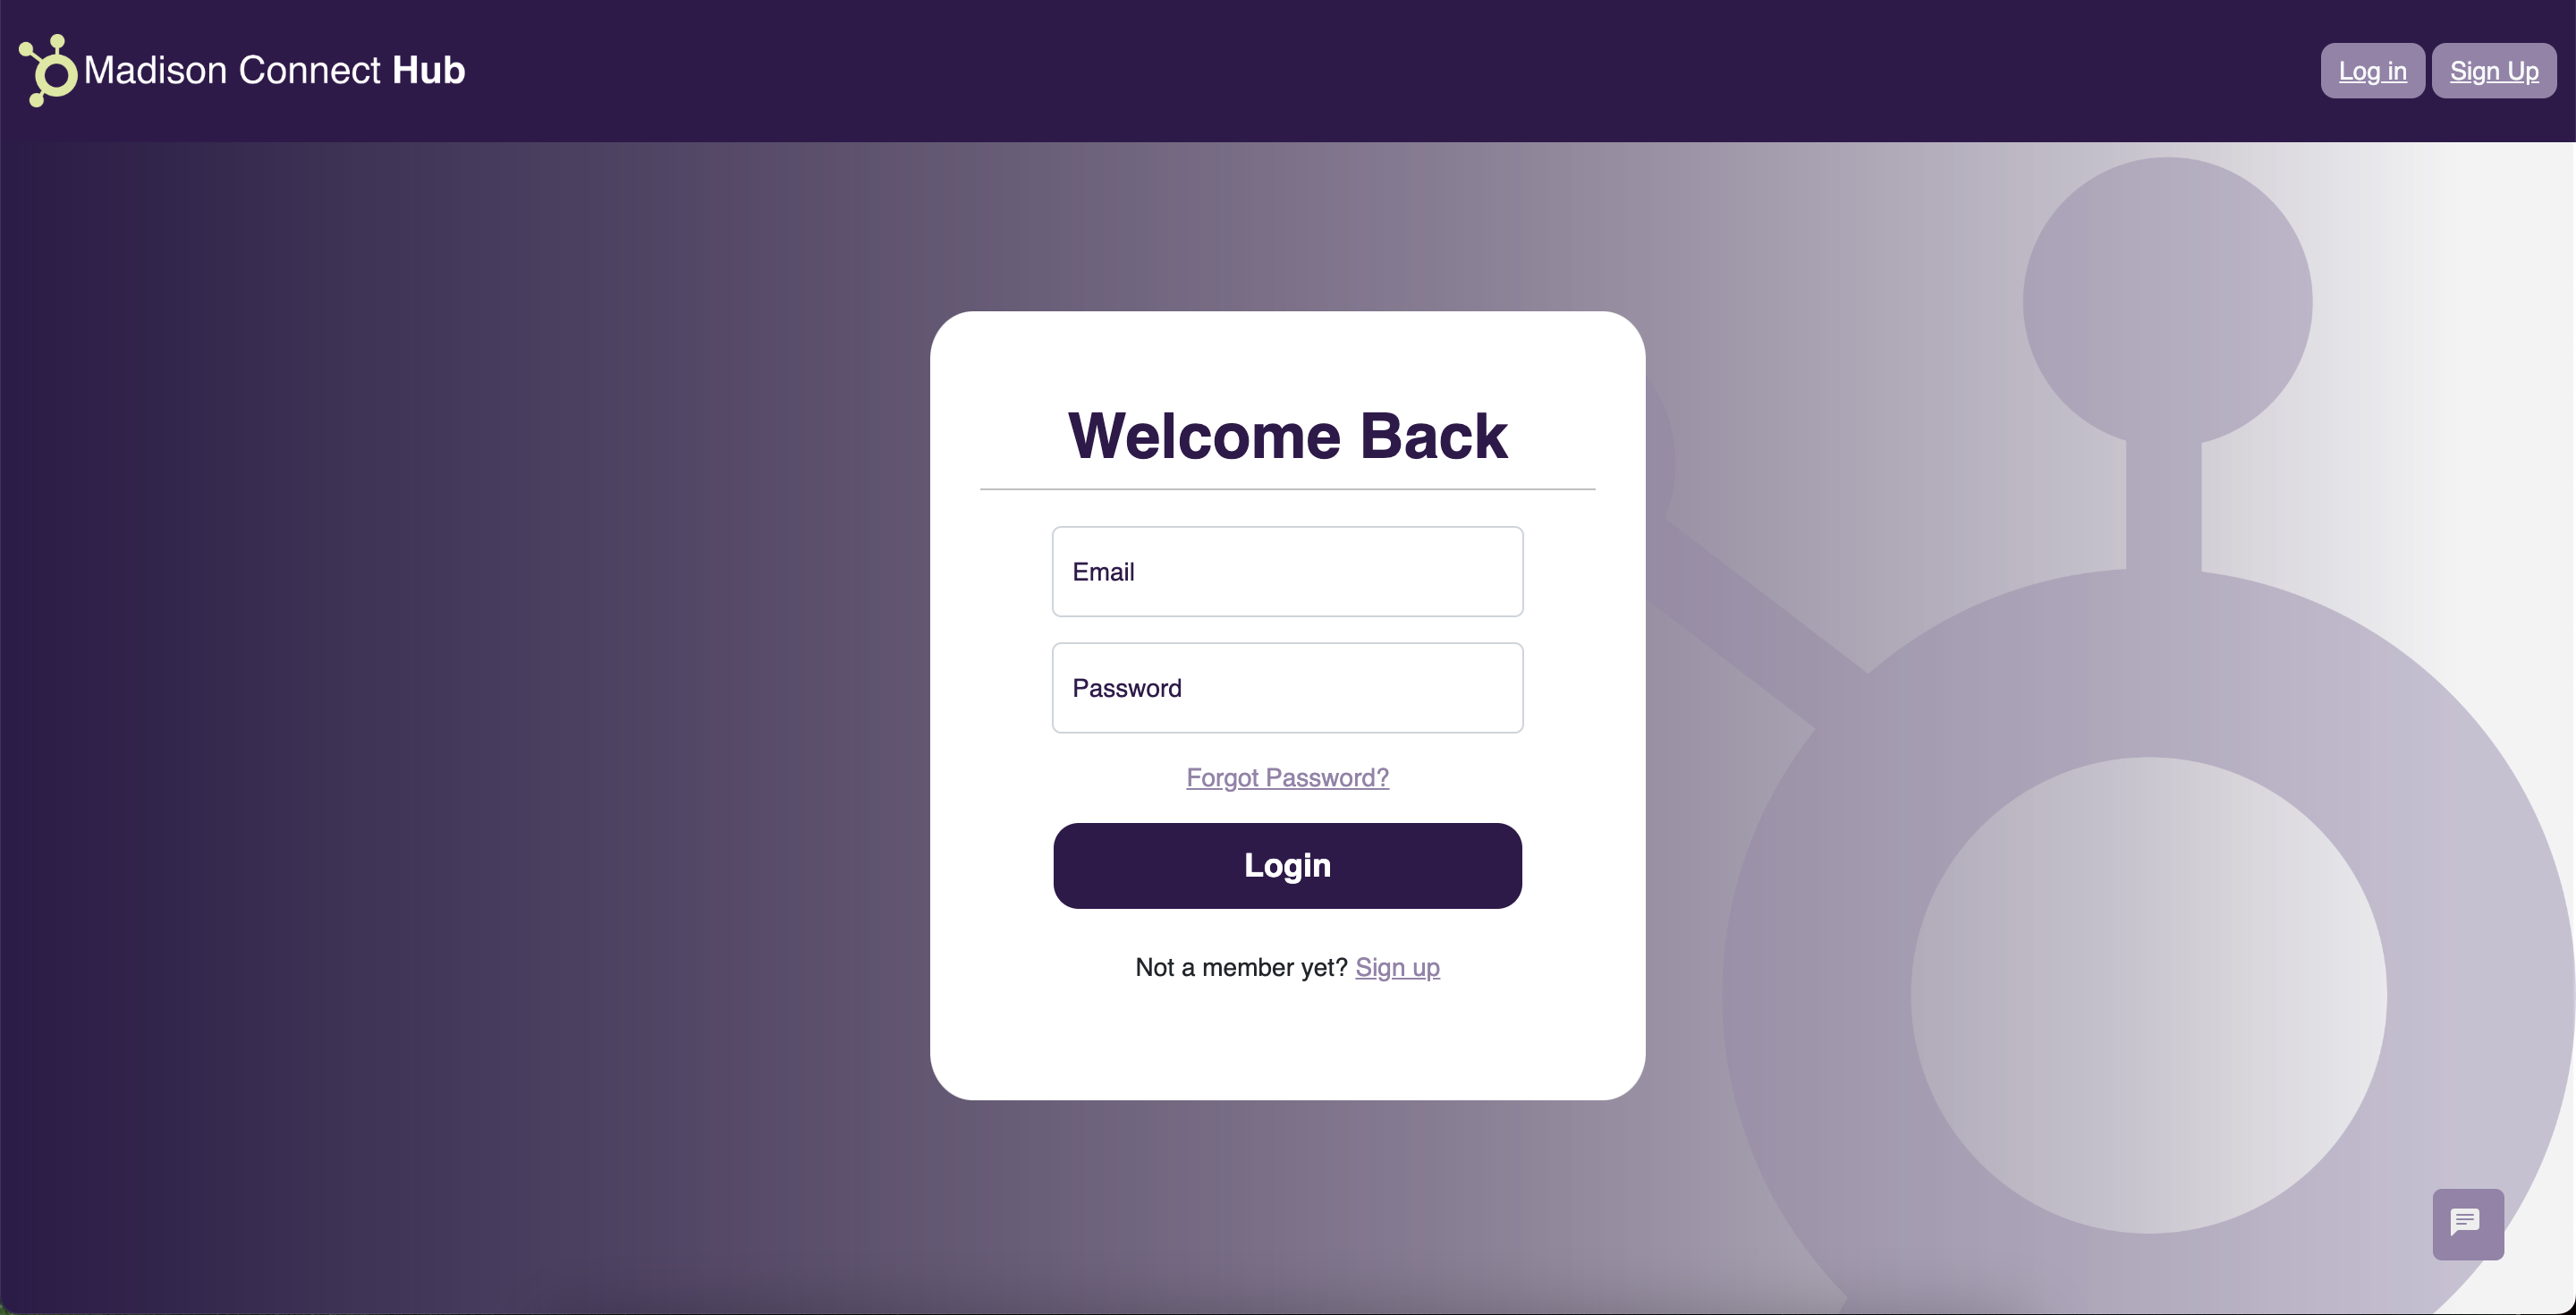 Madison Connect Hub
Log in
Sign Up
Welcome Back
Email
Password
Forgot Password?
Login
Not a member yet? Sign up